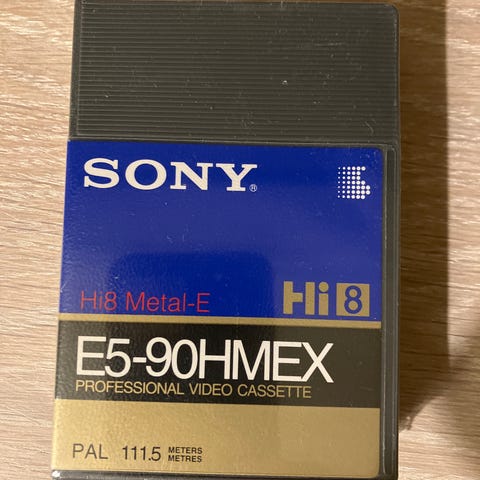 SONY®
Hi8 Metal-E
Hi8
E5-90HMEX
PROFESSIONAL VIDEO CASSETTE
PAL 111.5 METERS
METRES